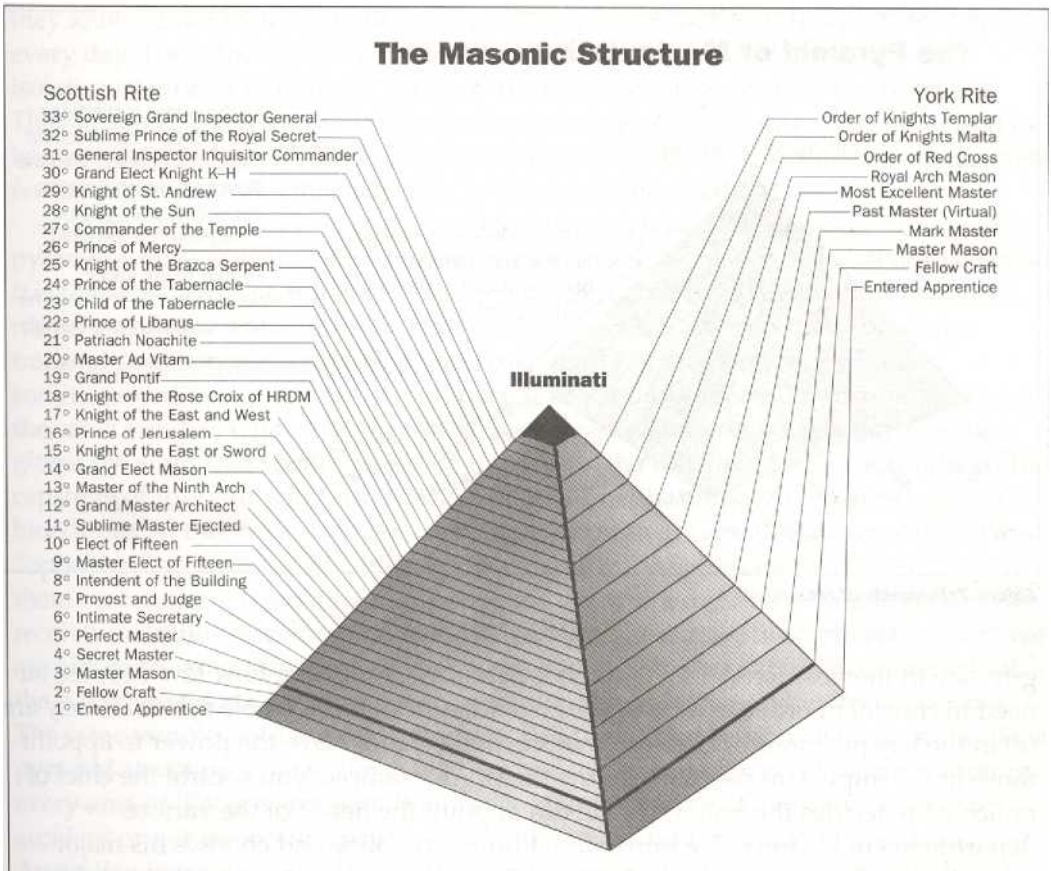 The Masonic Structure
Scottish Rite
33° Sovereign Grand Inspector General
32° Sublime Prince of the Royal Secret
31° General Inspector Inquisitor Commander
30° Grand Elect Knight K–H
29° Knight of St. Andrew
28° Knight of the Sun
27° Commander of the Temple
26° Prince of Mercy
25° Knight of the Brazca Serpent
24° Prince of the Tabernacle
23° Child of the Tabernacle
22° Prince of Libanus
21° Patriach Noachite
20° Master Ad Vitam
19° Grand Pontif
18° Knight of the Rose Croix of HRDM
17° Knight of the East and West
16° Prince of Jerusalem
15° Knight of the East or Sword
14° Grand Elect Mason
13° Master of the Ninth Arch
12° Grand Master Architect
11° Sublime Master Ejected
10° Elect of Fifteen
9° Master Elect of Fifteen
8° Intendent of the Building
7° Provost and Judge
6° Intimate Secretary
5° Perfect Master
4° Secret Master
3° Master Mason
2° Fellow Craft
1° Entered Apprentice
York Rite
Order of Knights Templar
Order of Knights Malta
Order of Red Cross
Royal Arch Mason
Most Excellent Master
Past Master (Virtual)
Mark Master
Master Mason
Fellow Craft
Entered Apprentice
Illuminati